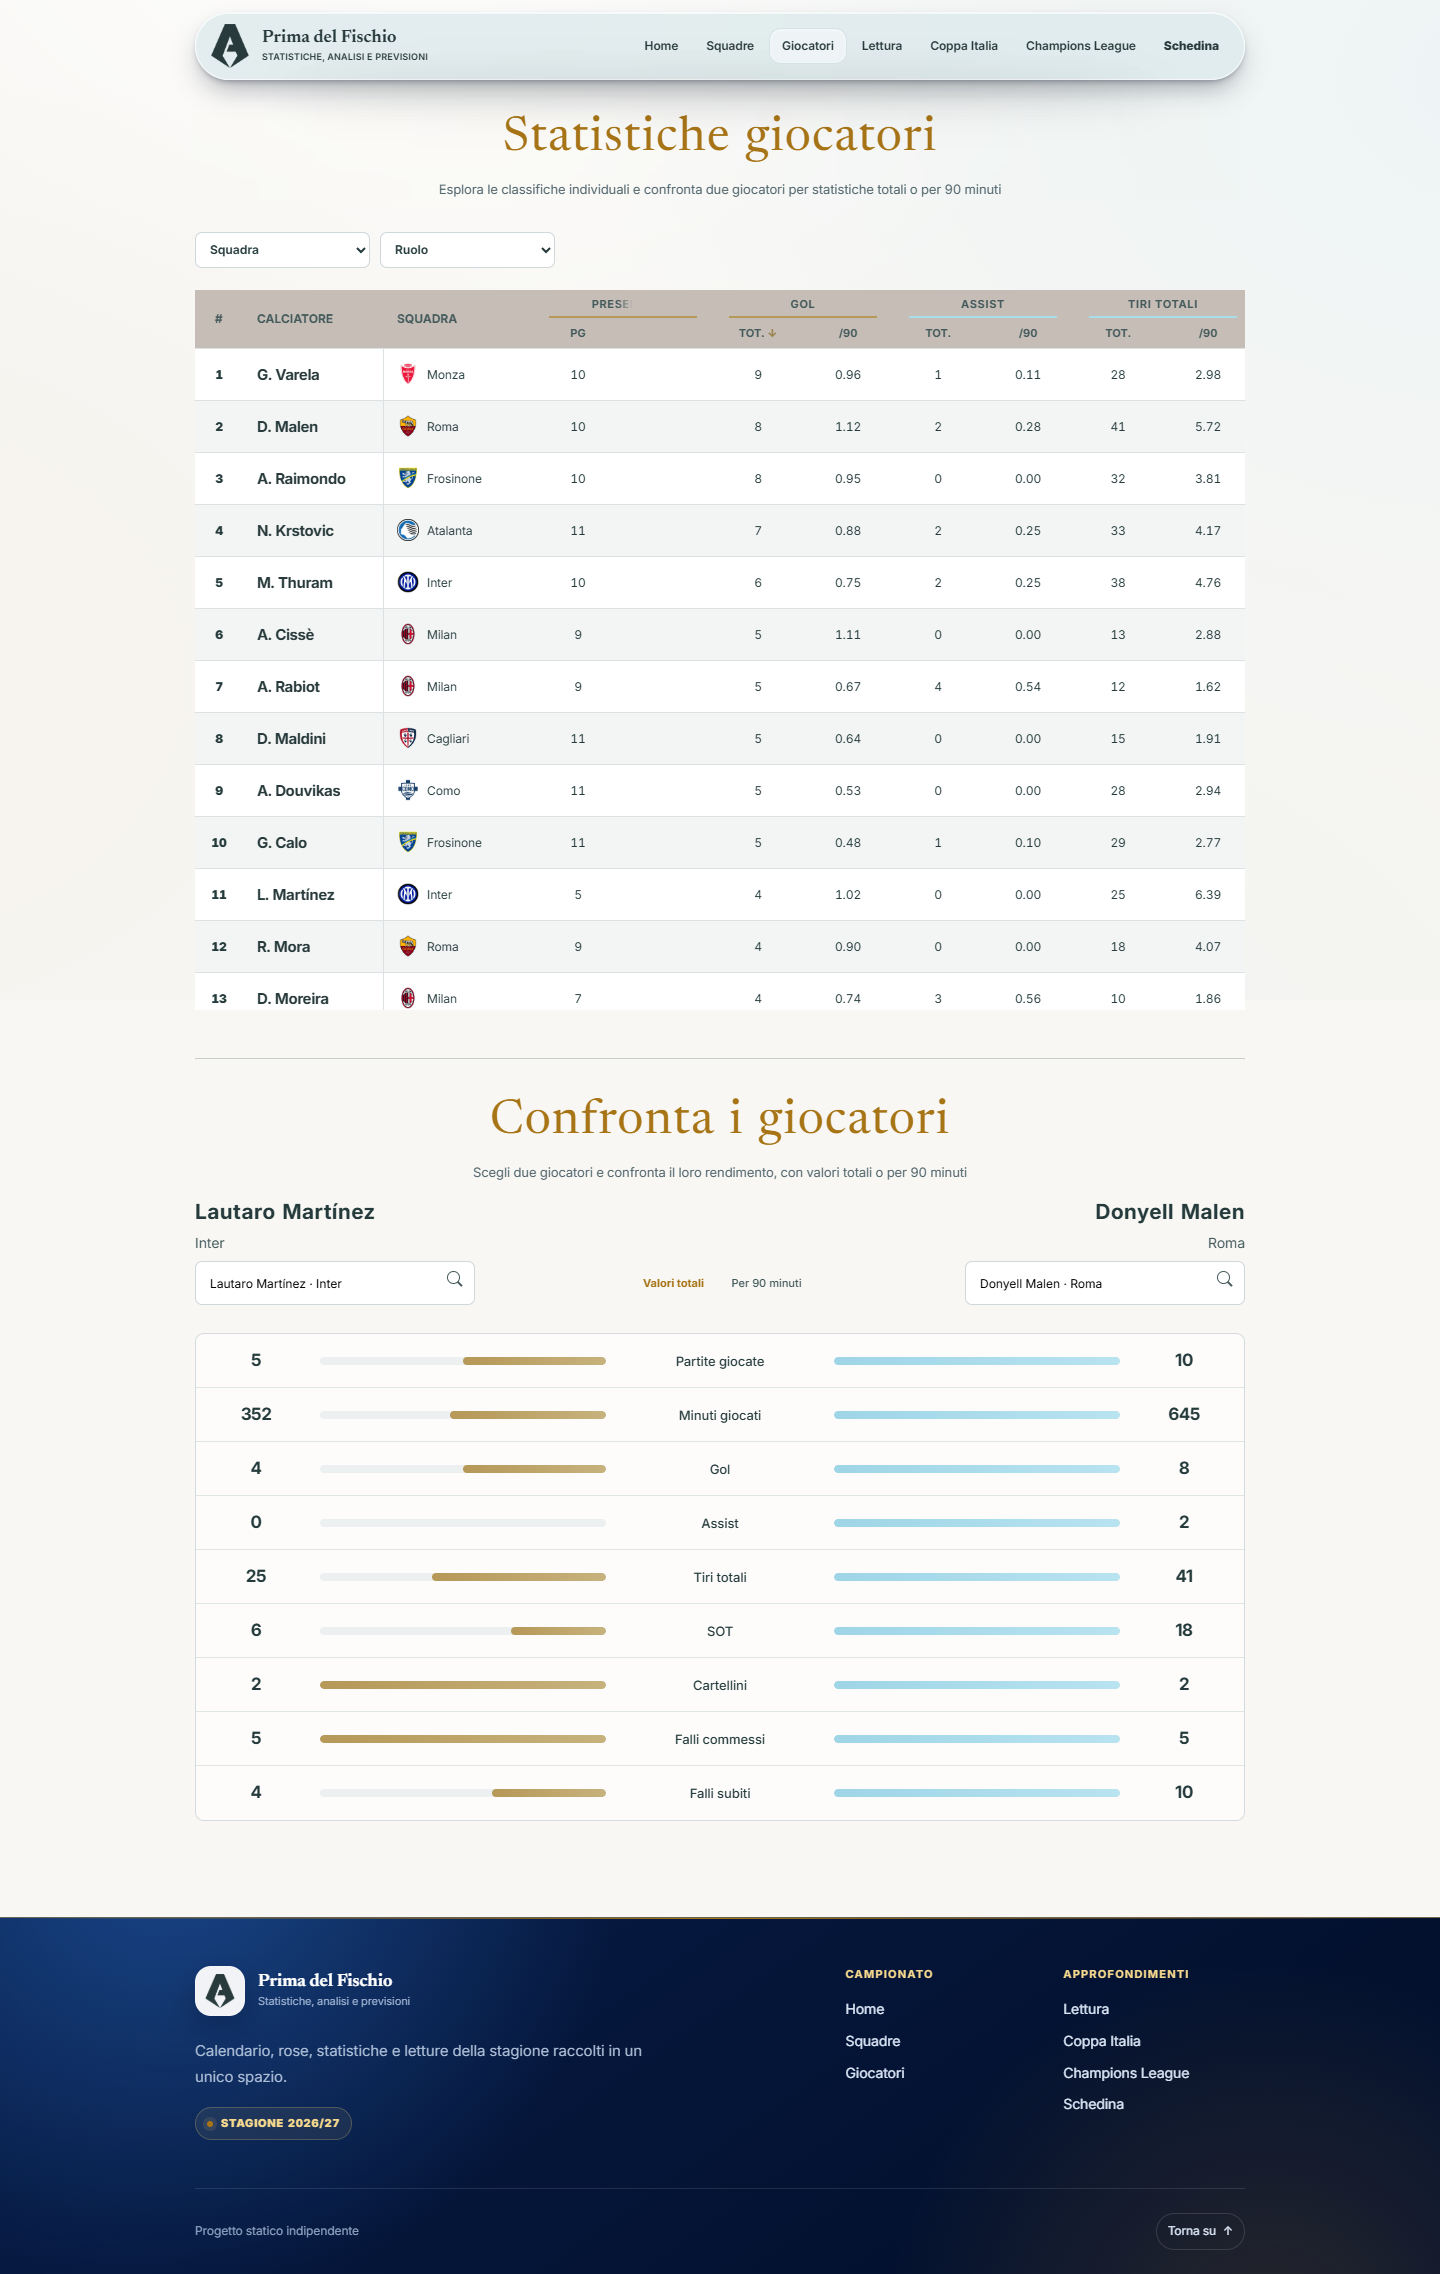 Prima del Fischio
STATISTICHE, ANALISI E PREVISIONI
Home Squadre Giocatori Lettura Coppa Italia Champions League Schedina
Statistiche giocatori
Esplora le classifiche individuali e confronta due giocatori per statistiche totali o per 90 minuti
Squadra Ruolo
# CALCIATORE SQUADRA GOL ASSIST TIRI TOTALI
PG TOT. ↓ /90 TOT. /90 TOT. /90
1 G. Varela Monza 10 9 0.96 1 0.11 28 2.98
2 D. Malen Roma 10 8 1.12 2 0.28 41 5.72
3 A. Raimondo Frosinone 10 8 0.95 0 0.00 32 3.81
4 N. Krstovic Atalanta 11 7 0.88 2 0.25 33 4.17
5 M. Thuram Inter 10 6 0.75 2 0.25 38 4.76
6 A. Cissè Milan 9 5 1.11 0 0.00 13 2.88
7 A. Rabiot Milan 9 5 0.67 4 0.54 12 1.62
8 D. Maldini Cagliari 11 5 0.64 0 0.00 15 1.91
9 A. Douvikas Como 11 5 0.53 0 0.00 28 2.94
10 G. Calo Frosinone 11 5 0.48 1 0.10 29 2.77
11 L. Martínez Inter 5 4 1.02 0 0.00 25 6.39
12 R. Mora Roma 9 4 0.90 0 0.00 18 4.07
13 D. Moreira Milan 7 4 0.74 3 0.56 10 1.86
Confronta i giocatori
Scegli due giocatori e confronta il loro rendimento, con valori totali o per 90 minuti
Lautaro Martínez Donyell Malen
Inter Roma
Lautaro Martínez · Inter Valori totali Per 90 minuti Donyell Malen · Roma
5 Partite giocate 10
352 Minuti giocati 645
4 Gol 8
0 Assist 2
25 Tiri totali 41
6 SOT 18
2 Cartellini 2
5 Falli commessi 5
4 Falli subiti 10
Prima del Fischio
Statistiche, analisi e previsioni
Calendario, rose, statistiche e letture della stagione raccolti in un
unico spazio.
STAGIONE 2026/27
CAMPIONATO
Home
Squadre
Giocatori
APPROFONDIMENTI
Lettura
Coppa Italia
Champions League
Schedina
Progetto statico indipendente
Torna su ↑